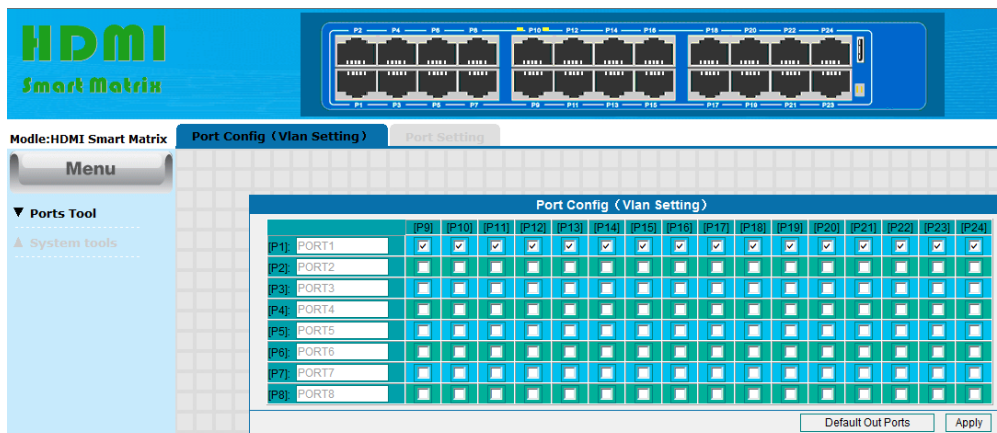 HDMI
Smart Matrix
P2 P4 P6 P8 P10 P12 P14 P16 P18 P20 P22 P24
P1 P3 P5 P7 P9 P11 P13 P15 P17 P19 P21 P23
Modle:HDMI Smart Matrix
Port Config（Vlan Setting）
Port Setting
Menu
▼ Ports Tool
▲ System tools
Port Config（Vlan Setting）
[P9] [P10] [P11] [P12] [P13] [P14] [P15] [P16] [P17] [P18] [P19] [P20] [P21] [P22] [P23] [P24]
[P1]: PORT1
[P2]: PORT2
[P3]: PORT3
[P4]: PORT4
[P5]: PORT5
[P6]: PORT6
[P7]: PORT7
[P8]: PORT8
Default Out Ports
Apply